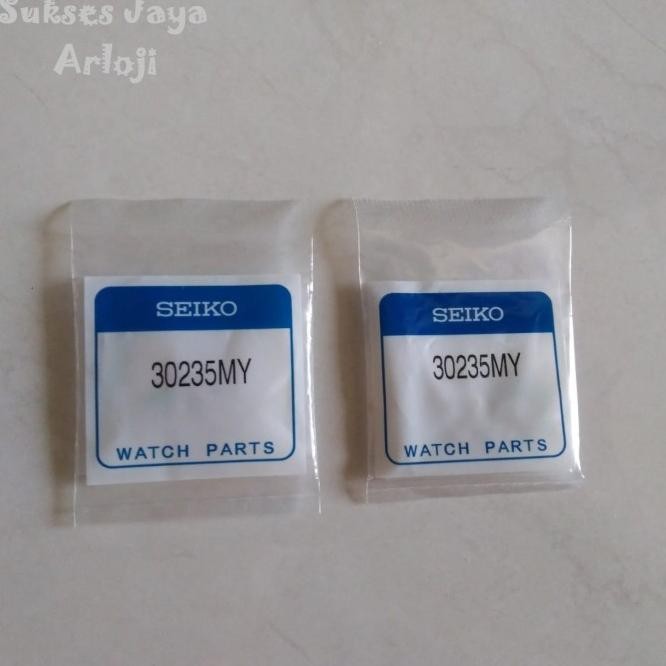 Sukses Jaya
Arloji
SEIKO
30235MY
WATCH PARTS
SEIKO
30235MY
WATCH PARTS